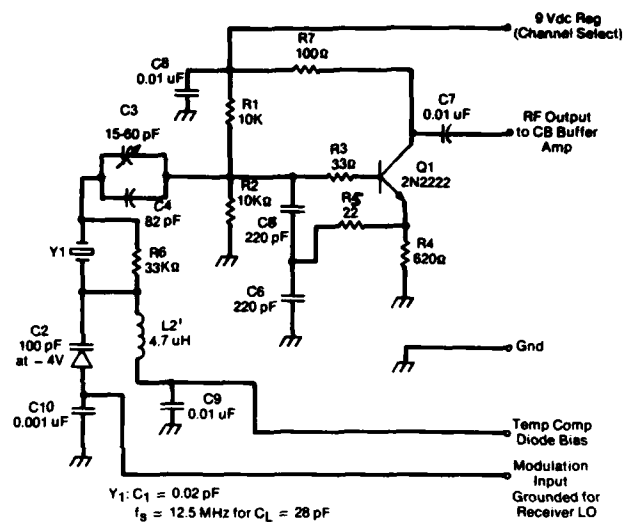 9 Vdc Reg
(Channel Select)
R7
100Ω
C8
0.01 uF
C7
0.01 uF
RF Output
to CB Buffer
Amp
C3
15-60 pF
R1
10K
R3
33Ω
Q1
2N2222
R2
10KΩ
C4
82 pF
R5
22
C5
220 pF
Y1
R6
33KΩ
R4
620Ω
C6
220 pF
C2
100 pF
at - 4V
L2'
4.7 uH
Gnd
C10
0.001 uF
C9
0.01 uF
Temp Comp
Diode Bias
Modulation
Input
Grounded for
Receiver LO
Y1: C1 = 0.02 pF
fs = 12.5 MHz for CL = 28 pF